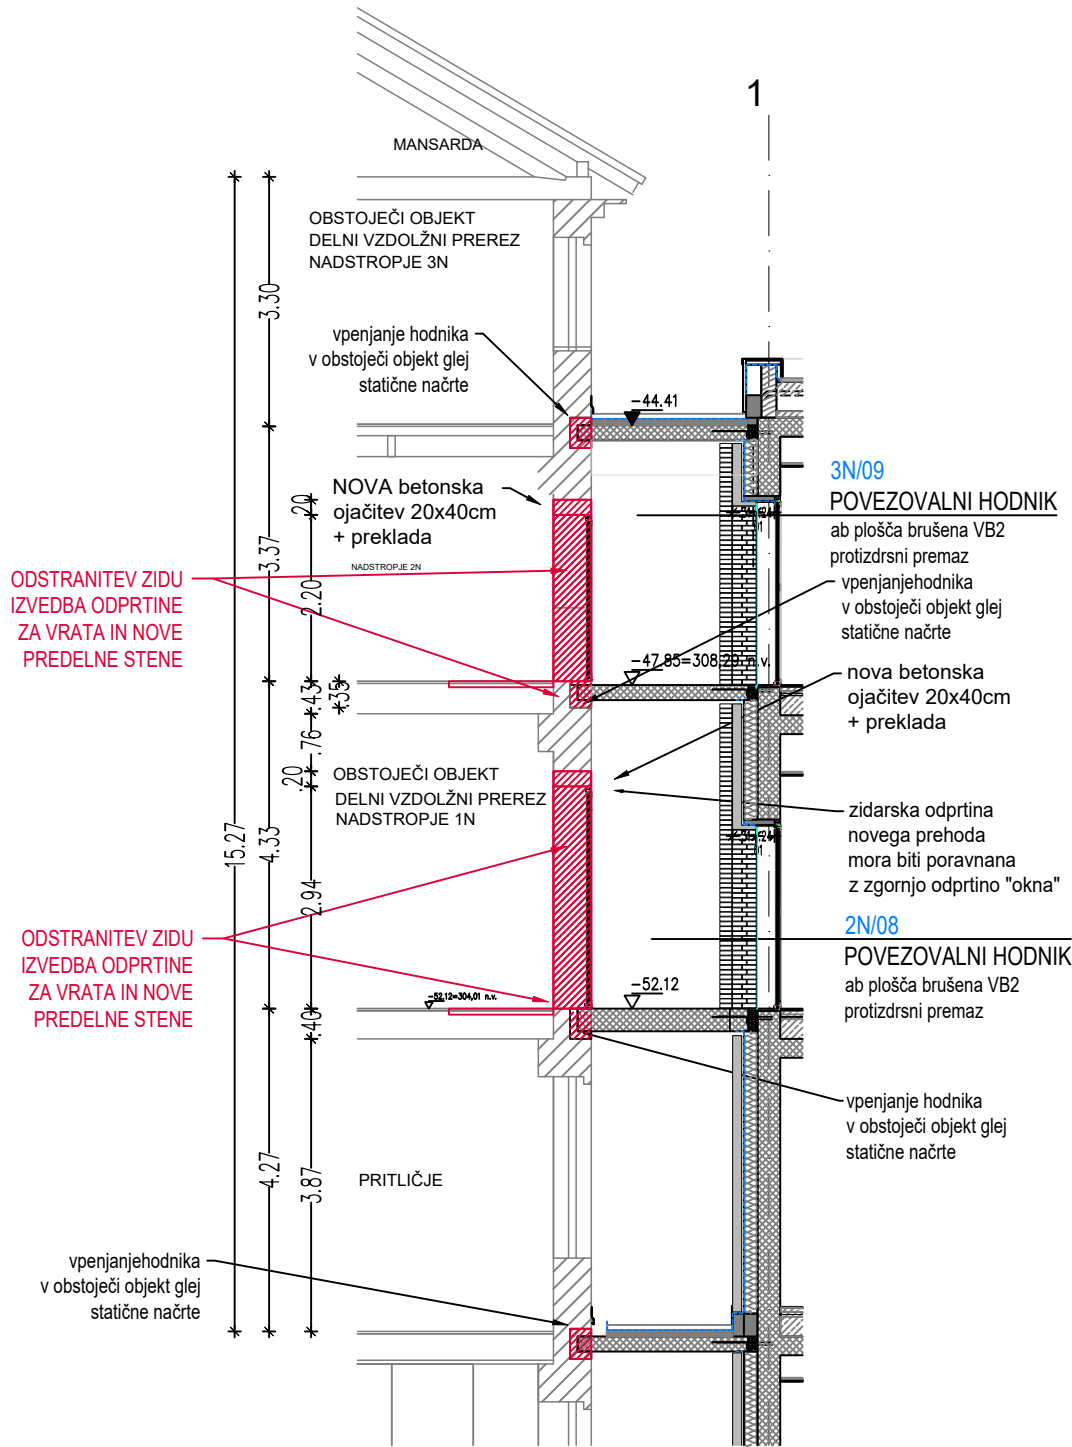 1
MANSARDA
OBSTOJEČI OBJEKT
DELNI VZDOLŽNI PREREZ
NADSTROPJE 3N
3.30
vpenjanje hodnika
v obstoječi objekt glej
statične načrte
-44.41
3N/09
POVEZOVALNI HODNIK
ab plošča brušena VB2
protizdrsni premaz
NOVA betonska
ojačitev 20x40cm
+ preklada
.20
3.37
2.20
NADSTROPJE 2N
ODSTRANITEV ZIDU
IZVEDBA ODPRTINE
ZA VRATA IN NOVE
PREDELNE STENE
vpenjanjehodnika
v obstoječi objekt glej
statične načrte
-47.85=308.29 n.v.
.43
.35
nova betonska
ojačitev 20x40cm
+ preklada
.76
.20
OBSTOJEČI OBJEKT
DELNI VZDOLŽNI PREREZ
NADSTROPJE 1N
15.27
4.33
2.94
zidarska odprtina
novega prehoda
mora biti poravnana
z zgornjo odprtino "okna"
2N/08
POVEZOVALNI HODNIK
ab plošča brušena VB2
protizdrsni premaz
ODSTRANITEV ZIDU
IZVEDBA ODPRTINE
ZA VRATA IN NOVE
PREDELNE STENE
-52.12=304,01 n.v.
-52.12
.40
vpenjanje hodnika
v obstoječi objekt glej
statične načrte
4.27
3.87
PRITLIČJE
vpenjanjehodnika
v obstoječi objekt glej
statične načrte